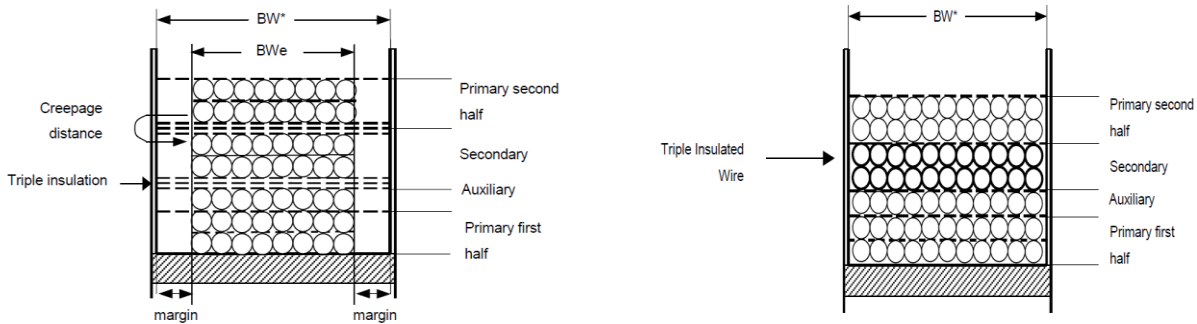 BW*
BWe
Creepage
distance
Triple insulation
Primary second
half
Secondary
Auxiliary
Primary first
half
margin
margin
BW*
Triple Insulated
Wire
Primary second
half
Secondary
Auxiliary
Primary first
half